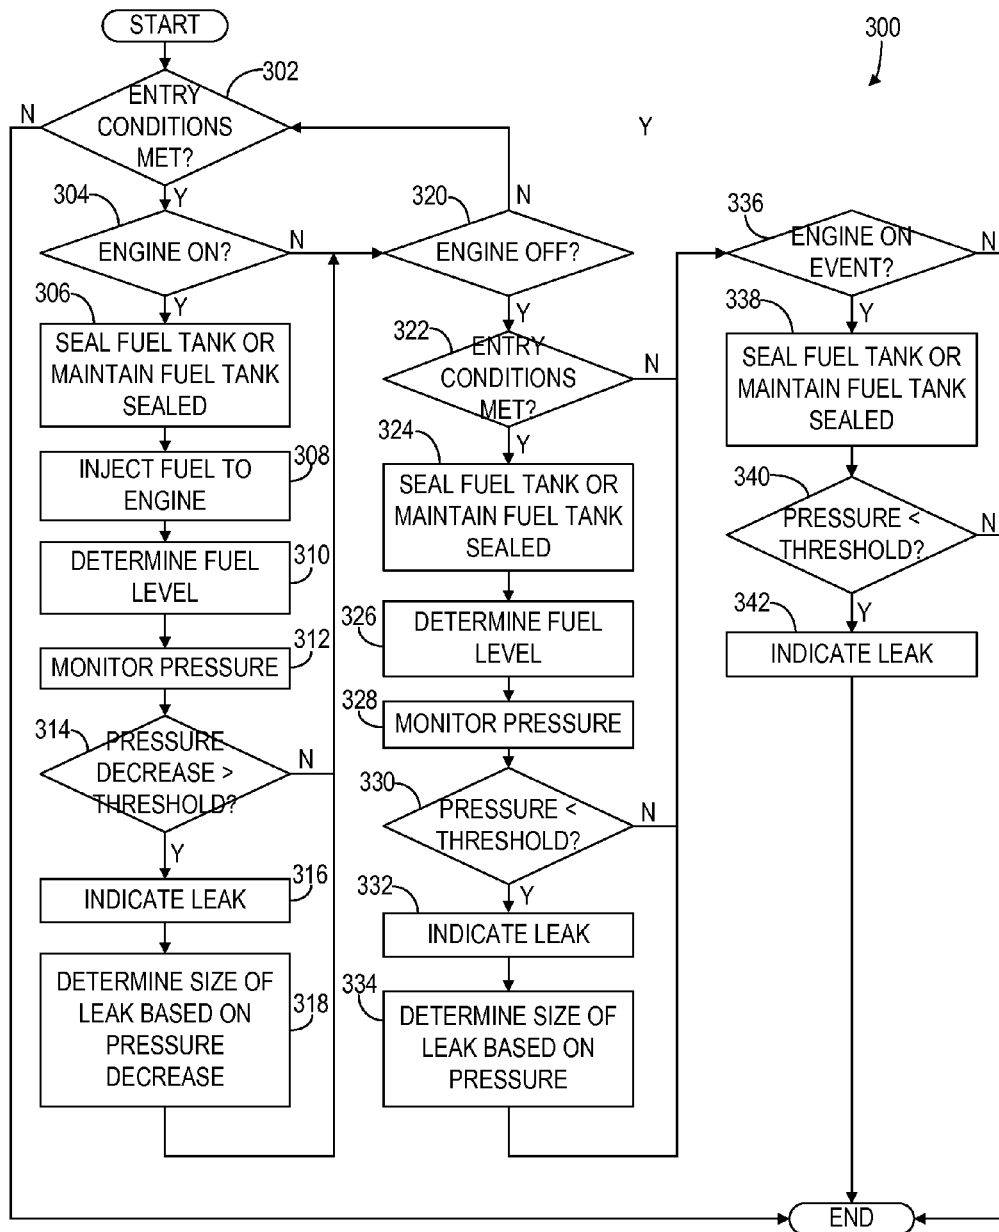 START
300
302
ENTRY
CONDITIONS
MET?
N
Y
Y
304
ENGINE ON?
N
Y
306
SEAL FUEL TANK OR
MAINTAIN FUEL TANK
SEALED
308
INJECT FUEL TO
ENGINE
310
DETERMINE FUEL
LEVEL
312
MONITOR PRESSURE
314
PRESSURE
DECREASE >
THRESHOLD?
N
Y
316
INDICATE LEAK
318
DETERMINE SIZE OF
LEAK BASED ON
PRESSURE
DECREASE
320
N
ENGINE OFF?
Y
322
ENTRY
CONDITIONS
MET?
N
Y
324
SEAL FUEL TANK OR
MAINTAIN FUEL TANK
SEALED
326
DETERMINE FUEL
LEVEL
328
MONITOR PRESSURE
330
PRESSURE <
THRESHOLD?
N
Y
332
INDICATE LEAK
334
DETERMINE SIZE OF
LEAK BASED ON
PRESSURE
336
ENGINE ON
EVENT?
N
Y
338
SEAL FUEL TANK OR
MAINTAIN FUEL TANK
SEALED
340
PRESSURE <
THRESHOLD?
N
Y
342
INDICATE LEAK
END